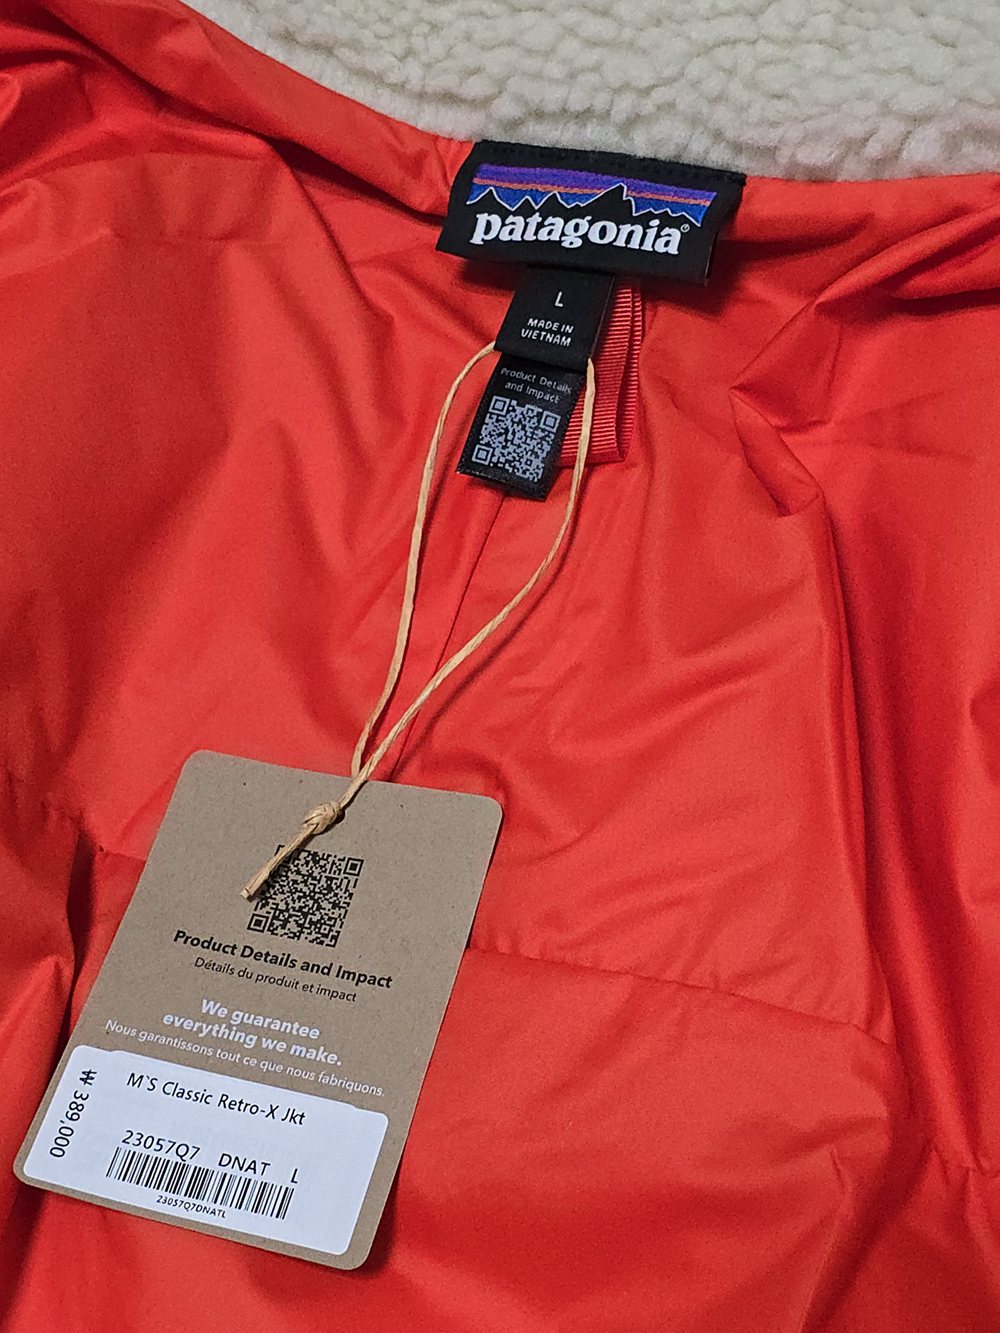 patagonia®
L
MADE IN
VIETNAM
Product Details
and Impact
Product Details and Impact
Détails du produit et impact
We guarantee
everything we make.
Nous garantissons tout ce que nous fabriquons.
₩ 389,000
M`S Classic Retro-X Jkt
23057Q7 DNAT L
23057Q7DNATL